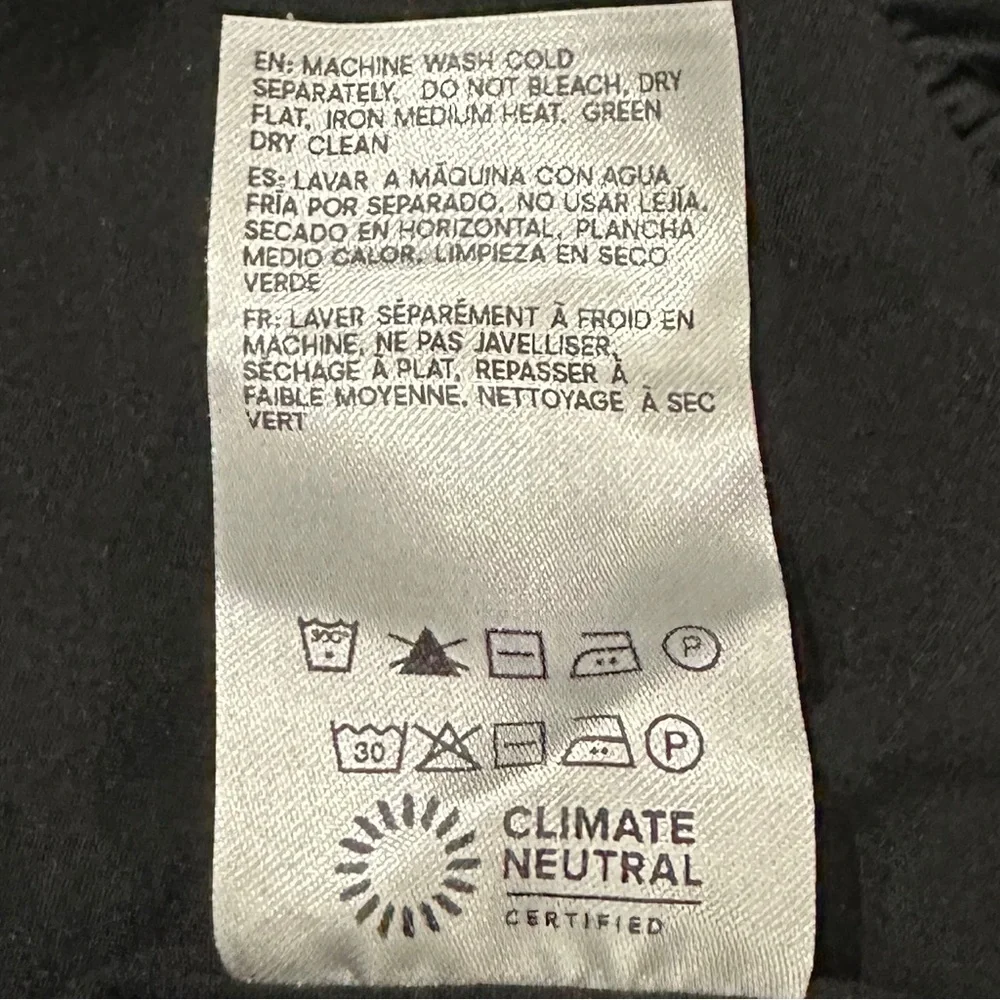 EN: MACHINE WASH COLD
SEPARATELY. DO NOT BLEACH, DRY
FLAT, IRON MEDIUM HEAT. GREEN
DRY CLEAN
ES: LAVAR A MÁQUINA CON AGUA
FRÍA POR SEPARADO. NO USAR LEJÍA.
SECADO EN HORIZONTAL, PLANCHA
MEDIO CALOR. LIMPIEZA EN SECO
VERDE
FR: LAVER SÉPARÉMENT À FROID EN
MACHINE, NE PAS JAVELLISER,
SÉCHAGE À PLAT, REPASSER À
FAIBLE MOYENNE. NETTOYAGE À SEC
VERT
P
30 P
CLIMATE
NEUTRAL
CERTIFIED